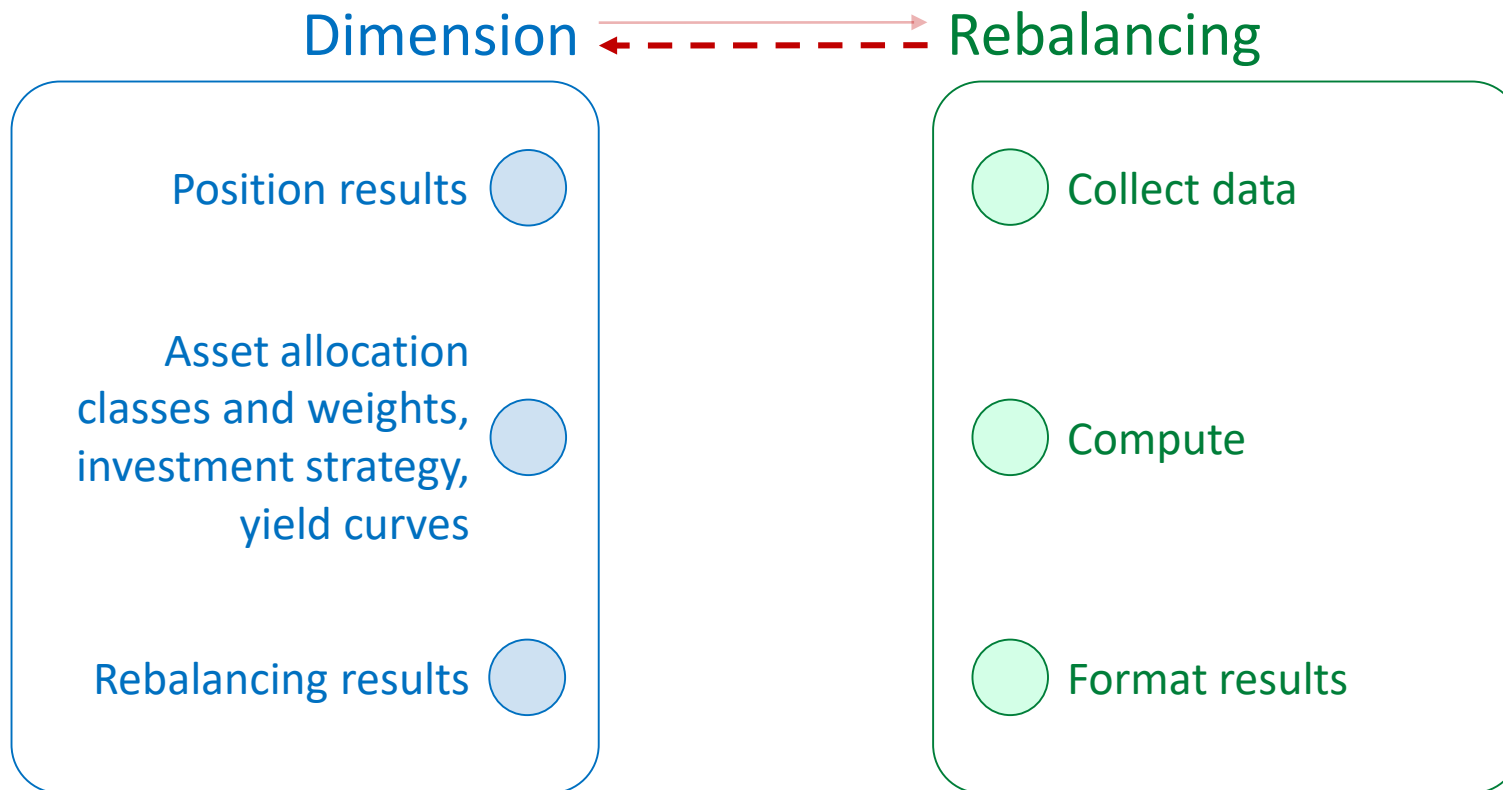 Dimension
Rebalancing
Position results
Asset allocation
classes and weights,
investment strategy,
yield curves
Rebalancing results
Collect data
Compute
Format results